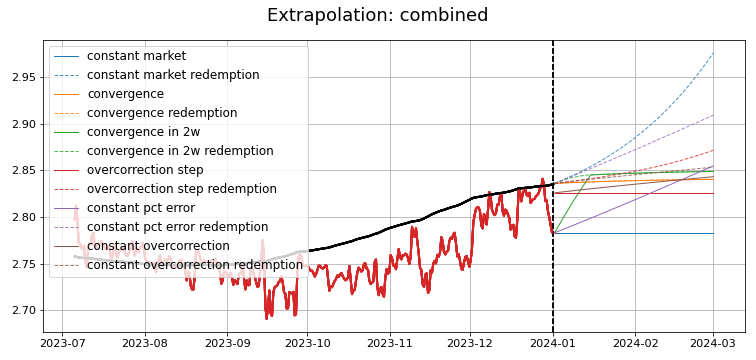 Extrapolation: combined
constant market
constant market redemption
convergence
convergence redemption
convergence in 2w
convergence in 2w redemption
overcorrection step
overcorrection step redemption
constant pct error
constant pct error redemption
constant overcorrection
constant overcorrection redemption
2.95
2.90
2.85
2.80
2.75
2.70
2023-07 2023-08 2023-09 2023-10 2023-11 2023-12 2024-01 2024-02 2024-03